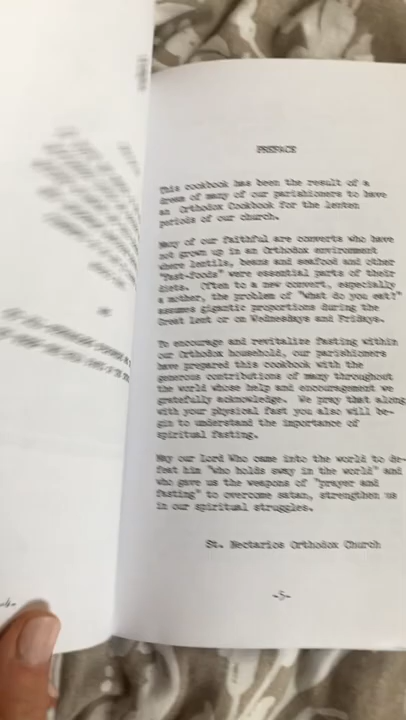 PREFACE
This cookbook has been the result of a
dream of many of our parishioners to have
an Orthodox Cookbook for the lenten
periods of our church.
Many of our faithful are converts who have
not grown up in an Orthodox environment
where lentils, beans and seafood and other
"fast-foods" were essential parts of their
diets. Often to a new convert, especially
a mother, the problem of "what do you eat?"
assumes gigantic proportions during the
Great lent or on Wednesdays and Fridays.
To encourage and revitalize fasting within
our Orthodox household, our parishioners
have prepared this cookbook with the
generous contributions of many throughout
the world whose help and encouragement we
gratefully acknowledge. We pray that along
with your physical fast you also will be-
gin to understand the importance of
spiritual fasting.
May our Lord Who came into the world to de-
feat him "who holds sway in the world" and
who gave us the weapons of "prayer and
fasting" to overcome satan, strengthen us
in our spiritual struggles.
St. Nectarios Orthodox Church
-5-
-4-